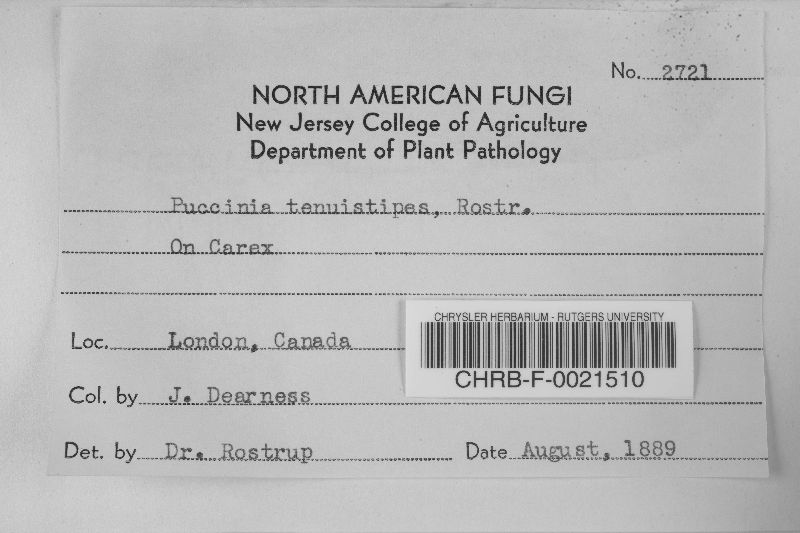 No. 2721
NORTH AMERICAN FUNGI
New Jersey College of Agriculture
Department of Plant Pathology
Puccinia tenuistipes, Rostr.
On Carex
Loc. London, Canada
CHRYSLER HERBARIUM - RUTGERS UNIVERSITY
CHRB-F-0021510
Col. by J. Dearness
Det. by Dr. Rostrup Date August, 1889